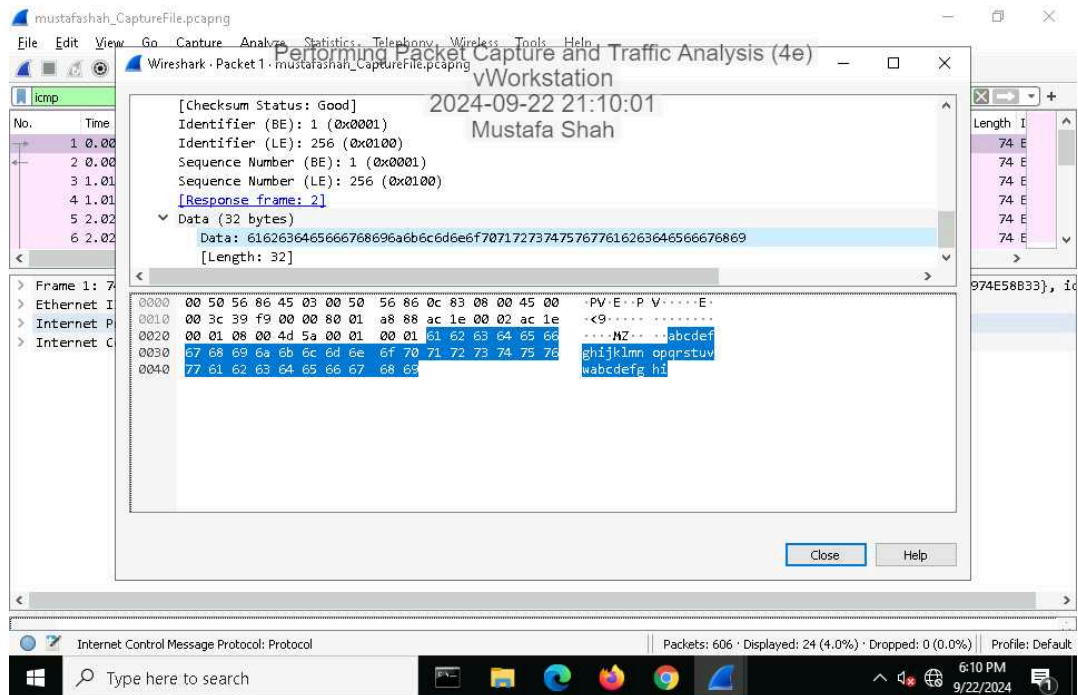 mustafashah_CaptureFile.pcapng
File Edit View Go Capture Analyze Statistics Telephony Wireless Tools Help
Performing Packet Capture and Traffic Analysis (4e)
vWorkstation
2024-09-22 21:10:01
Mustafa Shah
Wireshark · Packet 1 · mustafashah_CaptureFile.pcapng
icmp
No. Time Length I
1 0.00 74 E
2 0.00 74 E
3 1.01 74 E
4 1.01 74 E
5 2.02 74 E
6 2.02 74 E
[Checksum Status: Good]
Identifier (BE): 1 (0x0001)
Identifier (LE): 256 (0x0100)
Sequence Number (BE): 1 (0x0001)
Sequence Number (LE): 256 (0x0100)
[Response frame: 2]
Data (32 bytes)
Data: 6162636465666768696a6b6c6d6e6f7071727374757677616263646566676869
[Length: 32]
Frame 1: 7 974E58B33}, i
Ethernet I
Internet P
Internet C
0000 00 50 56 86 45 03 00 50 56 86 0c 83 08 00 45 00 ·PV·E··P V·····E·
0010 00 3c 39 f9 00 00 80 01 a8 88 ac 1e 00 02 ac 1e ·<9····· ········
0020 00 01 08 00 4d 5a 00 01 00 01 61 62 63 64 65 66 ····MZ·· ··abcdef
0030 67 68 69 6a 6b 6c 6d 6e 6f 70 71 72 73 74 75 76 ghijklmn opqrstuv
0040 77 61 62 63 64 65 66 67 68 69 wabcdefg hi
Close Help
Internet Control Message Protocol: Protocol Packets: 606 · Displayed: 24 (4.0%) · Dropped: 0 (0.0%) Profile: Default
Type here to search
6:10 PM
9/22/2024
1